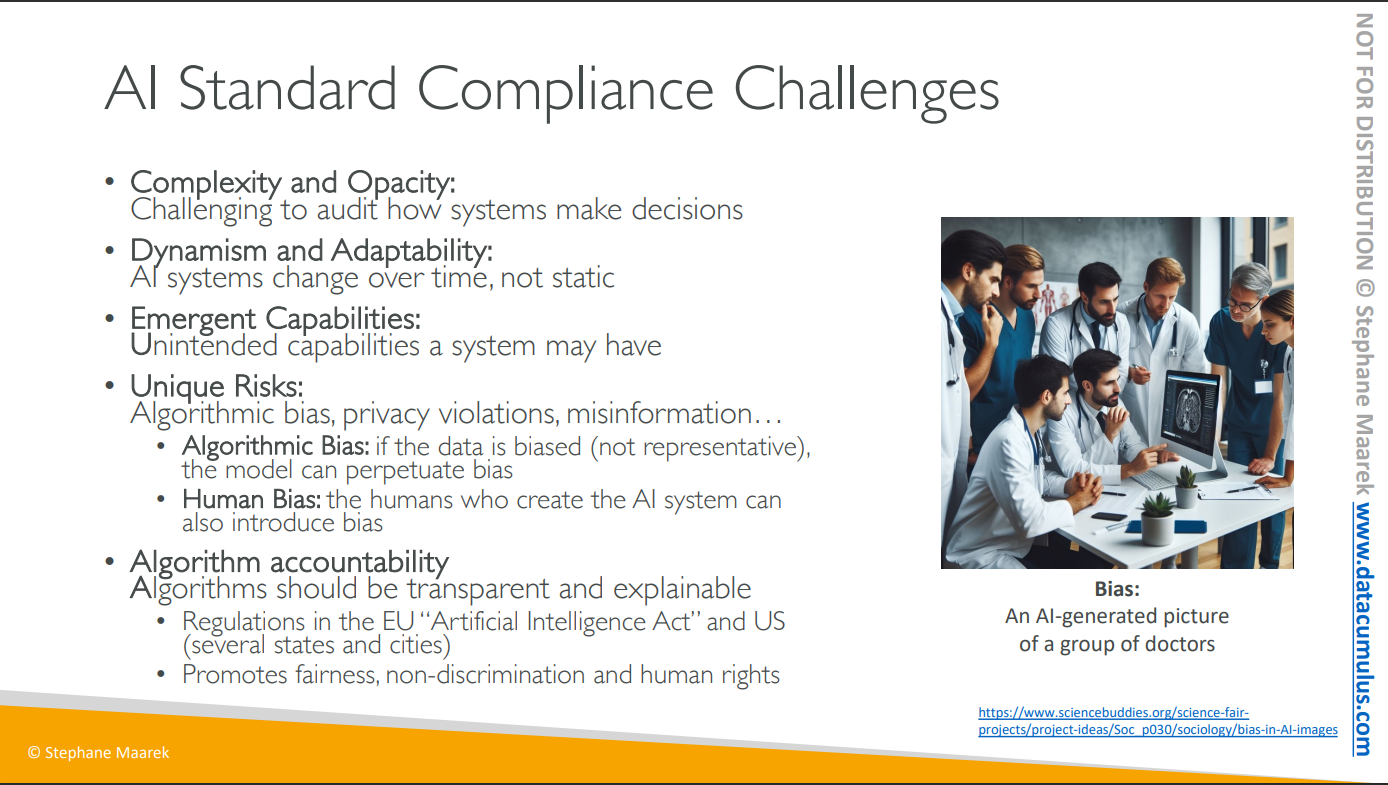 AI Standard Compliance Challenges
• Complexity and Opacity:
Challenging to audit how systems make decisions
• Dynamism and Adaptability:
AI systems change over time, not static
• Emergent Capabilities:
Unintended capabilities a system may have
• Unique Risks:
Algorithmic bias, privacy violations, misinformation…
• Algorithmic Bias: if the data is biased (not representative),
the model can perpetuate bias
• Human Bias: the humans who create the AI system can
also introduce bias
• Algorithm accountability
Algorithms should be transparent and explainable
• Regulations in the EU “Artificial Intelligence Act” and US
(several states and cities)
• Promotes fairness, non-discrimination and human rights
Bias:
An AI-generated picture
of a group of doctors
https://www.sciencebuddies.org/science-fair-
projects/project-ideas/Soc_p030/sociology/bias-in-AI-images
© Stephane Maarek
NOT FOR DISTRIBUTION © Stephane Maarek www.datacumulus.com